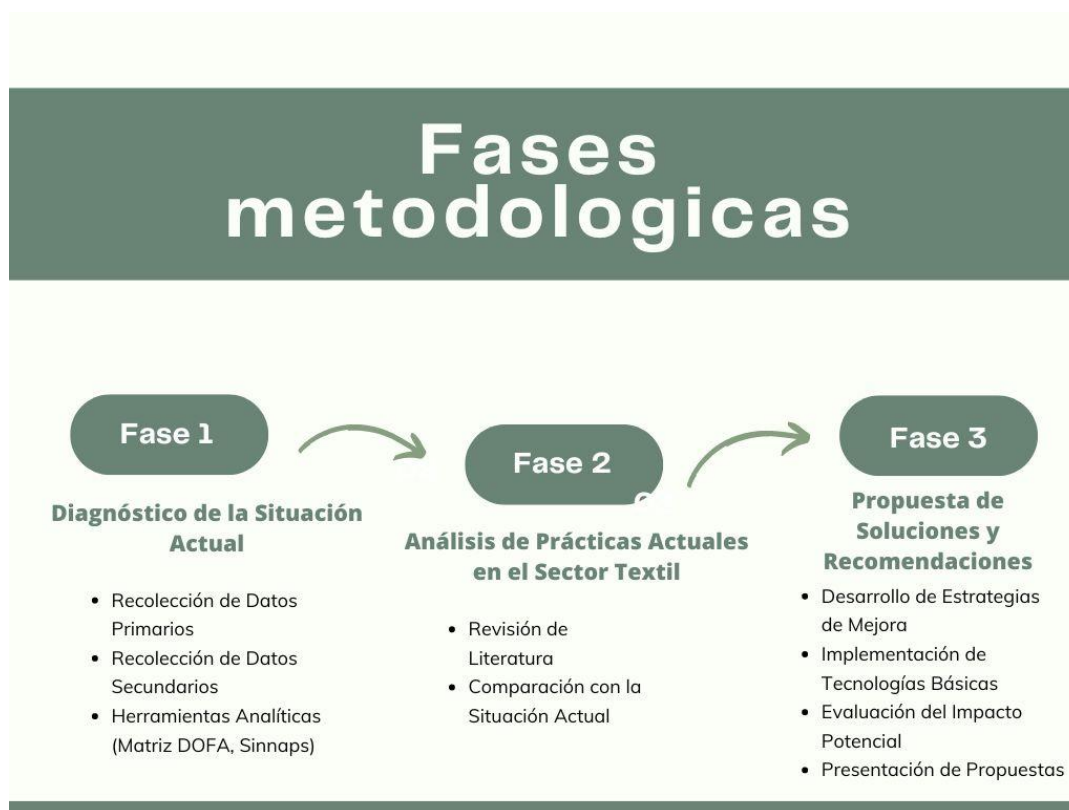 Fases
metodologicas
Fase 1
Diagnóstico de la Situación
Actual
• Recolección de Datos
Primarios
• Recolección de Datos
Secundarios
• Herramientas Analíticas
(Matriz DOFA, Sinnaps)
Fase 2
Análisis de Prácticas Actuales
en el Sector Textil
• Revisión de
Literatura
• Comparación con la
Situación Actual
Fase 3
Propuesta de
Soluciones y
Recomendaciones
• Desarrollo de Estrategias
de Mejora
• Implementación de
Tecnologías Básicas
• Evaluación del Impacto
Potencial
• Presentación de Propuestas